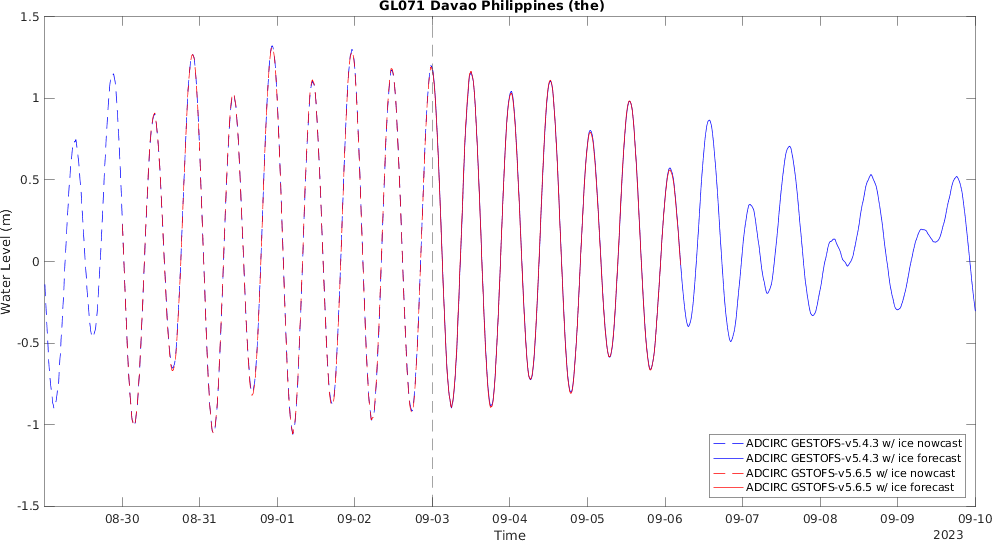 GL071 Davao Philippines (the)
1.5
1
0.5
0
-0.5
-1
-1.5
Water Level (m)
08-30 08-31 09-01 09-02 09-03 09-04 09-05 09-06 09-07 09-08 09-09 09-10
Time
2023
ADCIRC GESTOFS-v5.4.3 w/ ice nowcast
ADCIRC GESTOFS-v5.4.3 w/ ice forecast
ADCIRC GSTOFS-v5.6.5 w/ ice nowcast
ADCIRC GSTOFS-v5.6.5 w/ ice forecast